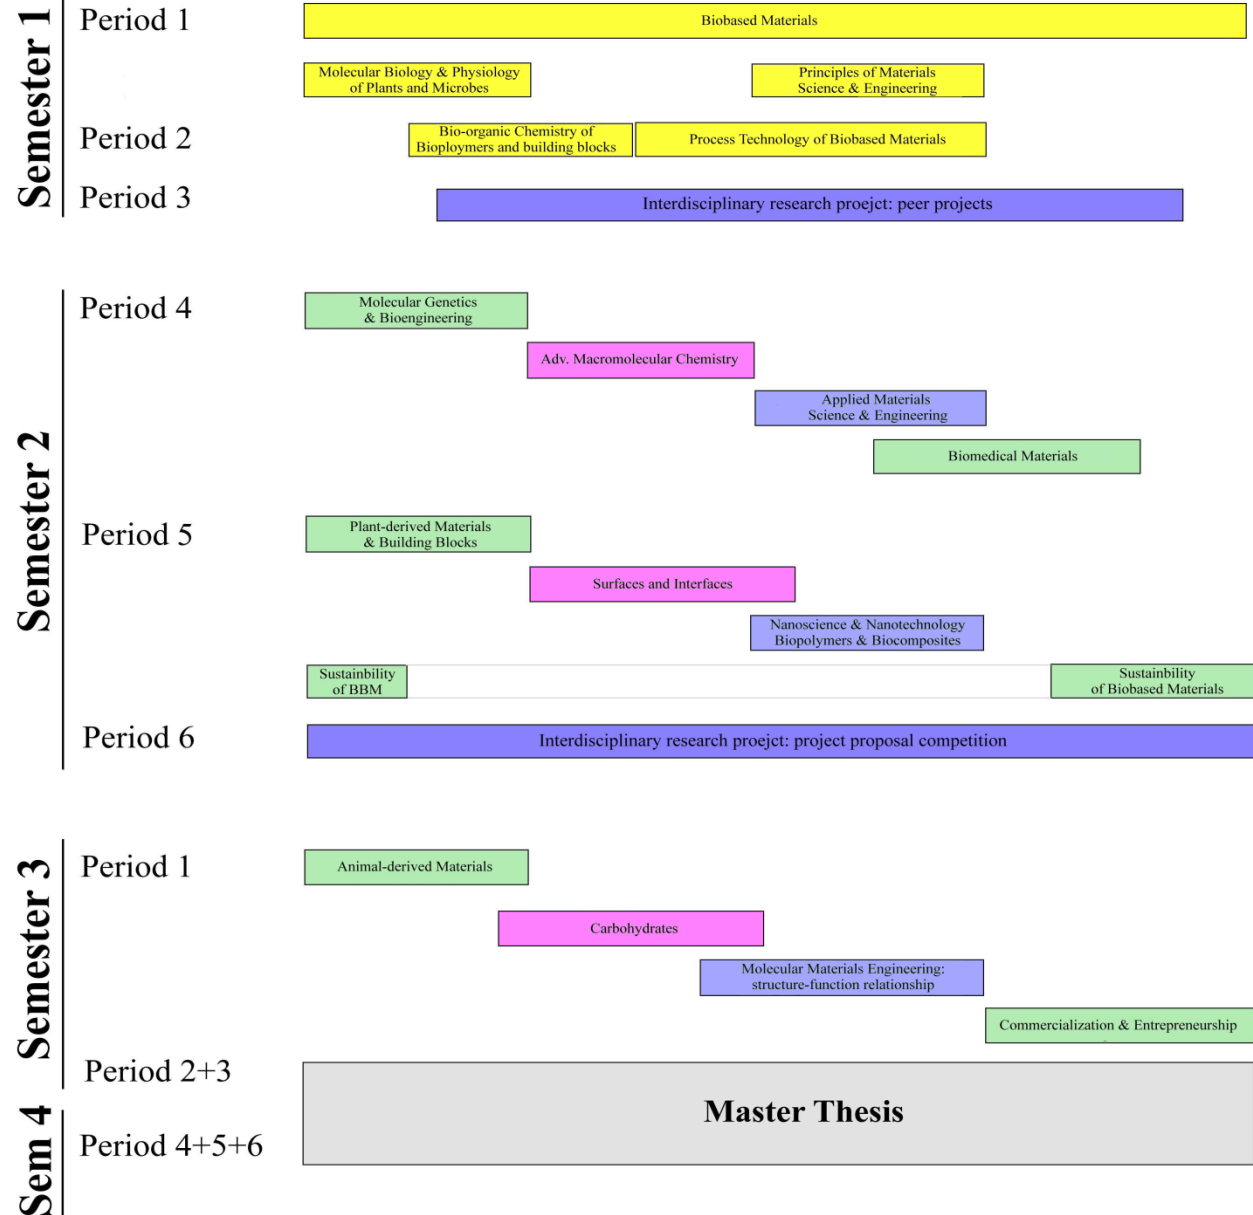 Semester 1
Period 1
Biobased Materials
Molecular Biology & Physiology
of Plants and Microbes
Principles of Materials
Science & Engineering
Period 2
Bio-organic Chemistry of
Bioploymers and building blocks
Process Technology of Biobased Materials
Period 3
Interdisciplinary research proejct: peer projects
Semester 2
Period 4
Molecular Genetics
& Bioengineering
Adv. Macromolecular Chemistry
Applied Materials
Science & Engineering
Biomedical Materials
Period 5
Plant-derived Materials
& Building Blocks
Surfaces and Interfaces
Nanoscience & Nanotechnology
Biopolymers & Biocomposites
Sustainbility
of BBM
Sustainbility
of Biobased Materials
Period 6
Interdisciplinary research proejct: project proposal competition
Semester 3
Period 1
Animal-derived Materials
Carbohydrates
Molecular Materials Engineering:
structure-function relationship
Commercialization & Entrepreneurship
Period 2+3
Master Thesis
Sem 4
Period 4+5+6